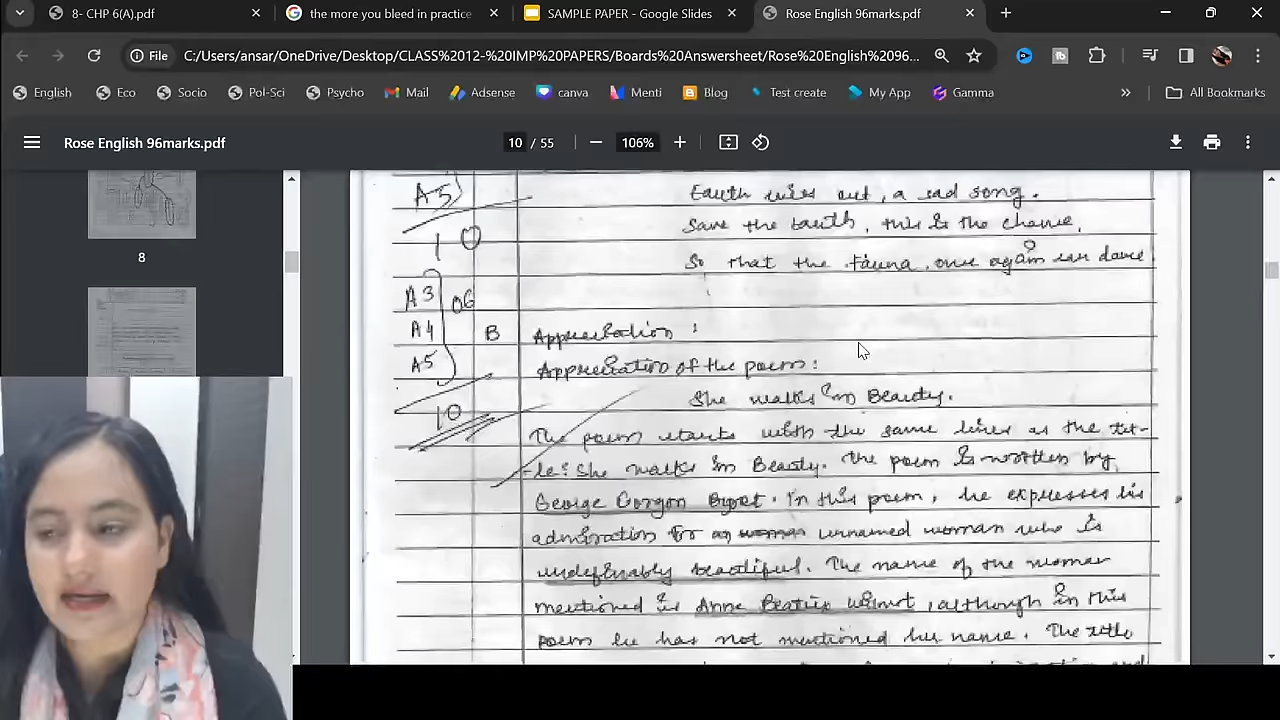 8- CHP 6(A).pdf
the more you bleed in practice
SAMPLE PAPER - Google Slides
Rose English 96marks.pdf
File
C:/Users/ansar/OneDrive/Desktop/CLASS%2012-%20IMP%20PAPERS/Boards%20Answersheet/Rose%20English%2096...
English
Eco
Socio
Pol-Sci
Psycho
Mail
Adsense
canva
Menti
Blog
Test create
My App
Gamma
All Bookmarks
Rose English 96marks.pdf
10 / 55
106%
8
A5
Earth cries out, a sad song.
Save the Earth, this is the chance,
10
So that the fauna, once again can dance
A3
06
A4
B
Appreciation :
A5
Appreciation of the poem:
She walks in Beauty.
10
The poem starts with the same lines as the tit-
-le: She walks in Beauty. The poem is written by
George Gorgon. In this poem, he expresses his
admiration for unnamed woman who is
undefinably beautiful. The name of the woman
mentioned is Anne, although in this
poem he has not mentioned her name. The title